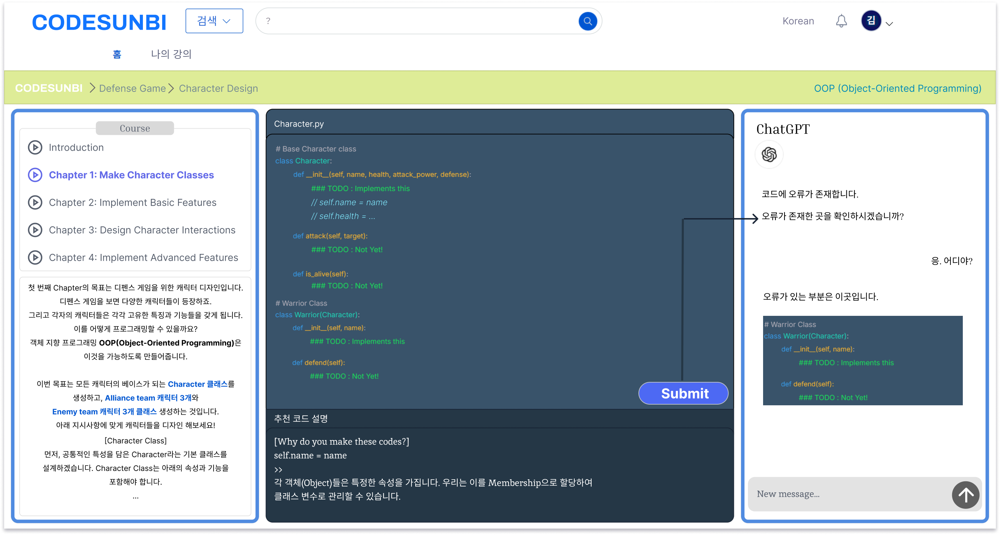 CODESUNBI
검색
?
Korean
김
홈
나의 강의
CODESUNBI
Defense Game
Character Design
OOP (Object-Oriented Programming)
Course
Introduction
Chapter 1: Make Character Classes
Chapter 2: Implement Basic Features
Chapter 3: Design Character Interactions
Chapter 4: Implement Advanced Features
첫 번째 Chapter의 목표는 디펜스 게임을 위한 캐릭터 디자인입니다.
디펜스 게임을 보면 다양한 캐릭터들이 등장하죠.
그리고 각자의 캐릭터들은 각각 고유한 특징과 기능들을 갖게 됩니다.
이를 어떻게 프로그래밍할 수 있을까요?
객체 지향 프로그래밍 OOP(Object-Oriented Programming)은
이것을 가능하도록 만들어줍니다.
이번 목표는 모든 캐릭터의 베이스가 되는 Character 클래스를
생성하고, Alliance team 캐릭터 3개와
Enemy team 캐릭터 3개 클래스 생성하는 것입니다.
아래 지시사항에 맞게 캐릭터들을 디자인 해보세요!
[Character Class]
먼저, 공통적인 특성을 담은 Character라는 기본 클래스를
설계하겠습니다. Character Class는 아래의 속성과 기능을
포함해야 합니다.
...
Character.py
# Base Character class
class Character:
def __init__(self, name, health, attack_power, defense):
### TODO : Implements this
// self.name = name
// self.health = ...
def attack(self, target):
### TODO : Not Yet!
def is_alive(self):
### TODO : Not Yet!
# Warrior Class
class Warrior(Character):
def __init__(self, name):
### TODO : Implements this
def defend(self):
### TODO : Not Yet!
Submit
추천 코드 설명
[Why do you make these codes?]
self.name = name
>>
각 객체(Object)들은 특정한 속성을 가집니다. 우리는 이를 Membership으로 할당하여
클래스 변수로 관리할 수 있습니다.
ChatGPT
코드에 오류가 존재합니다.
오류가 존재한 곳을 확인하시겠습니까?
응. 어디야?
오류가 있는 부분은 이곳입니다.
# Warrior Class
class Warrior(Character):
def __init__(self, name):
### TODO : Implements this
def defend(self):
### TODO : Not Yet!
New message...